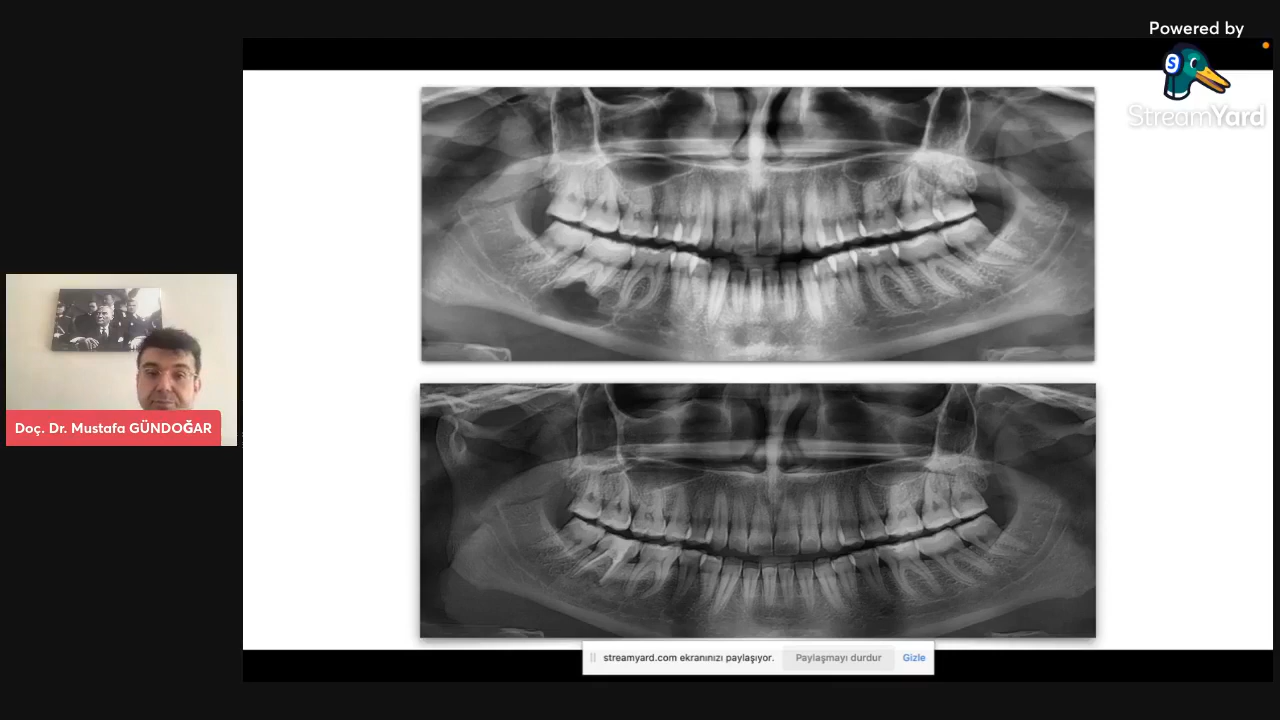 Powered by
S
StreamYard
Doç. Dr. Mustafa GÜNDOĞAR
streamyard.com ekranınızı paylaşıyor.
Paylaşmayı durdur
Gizle